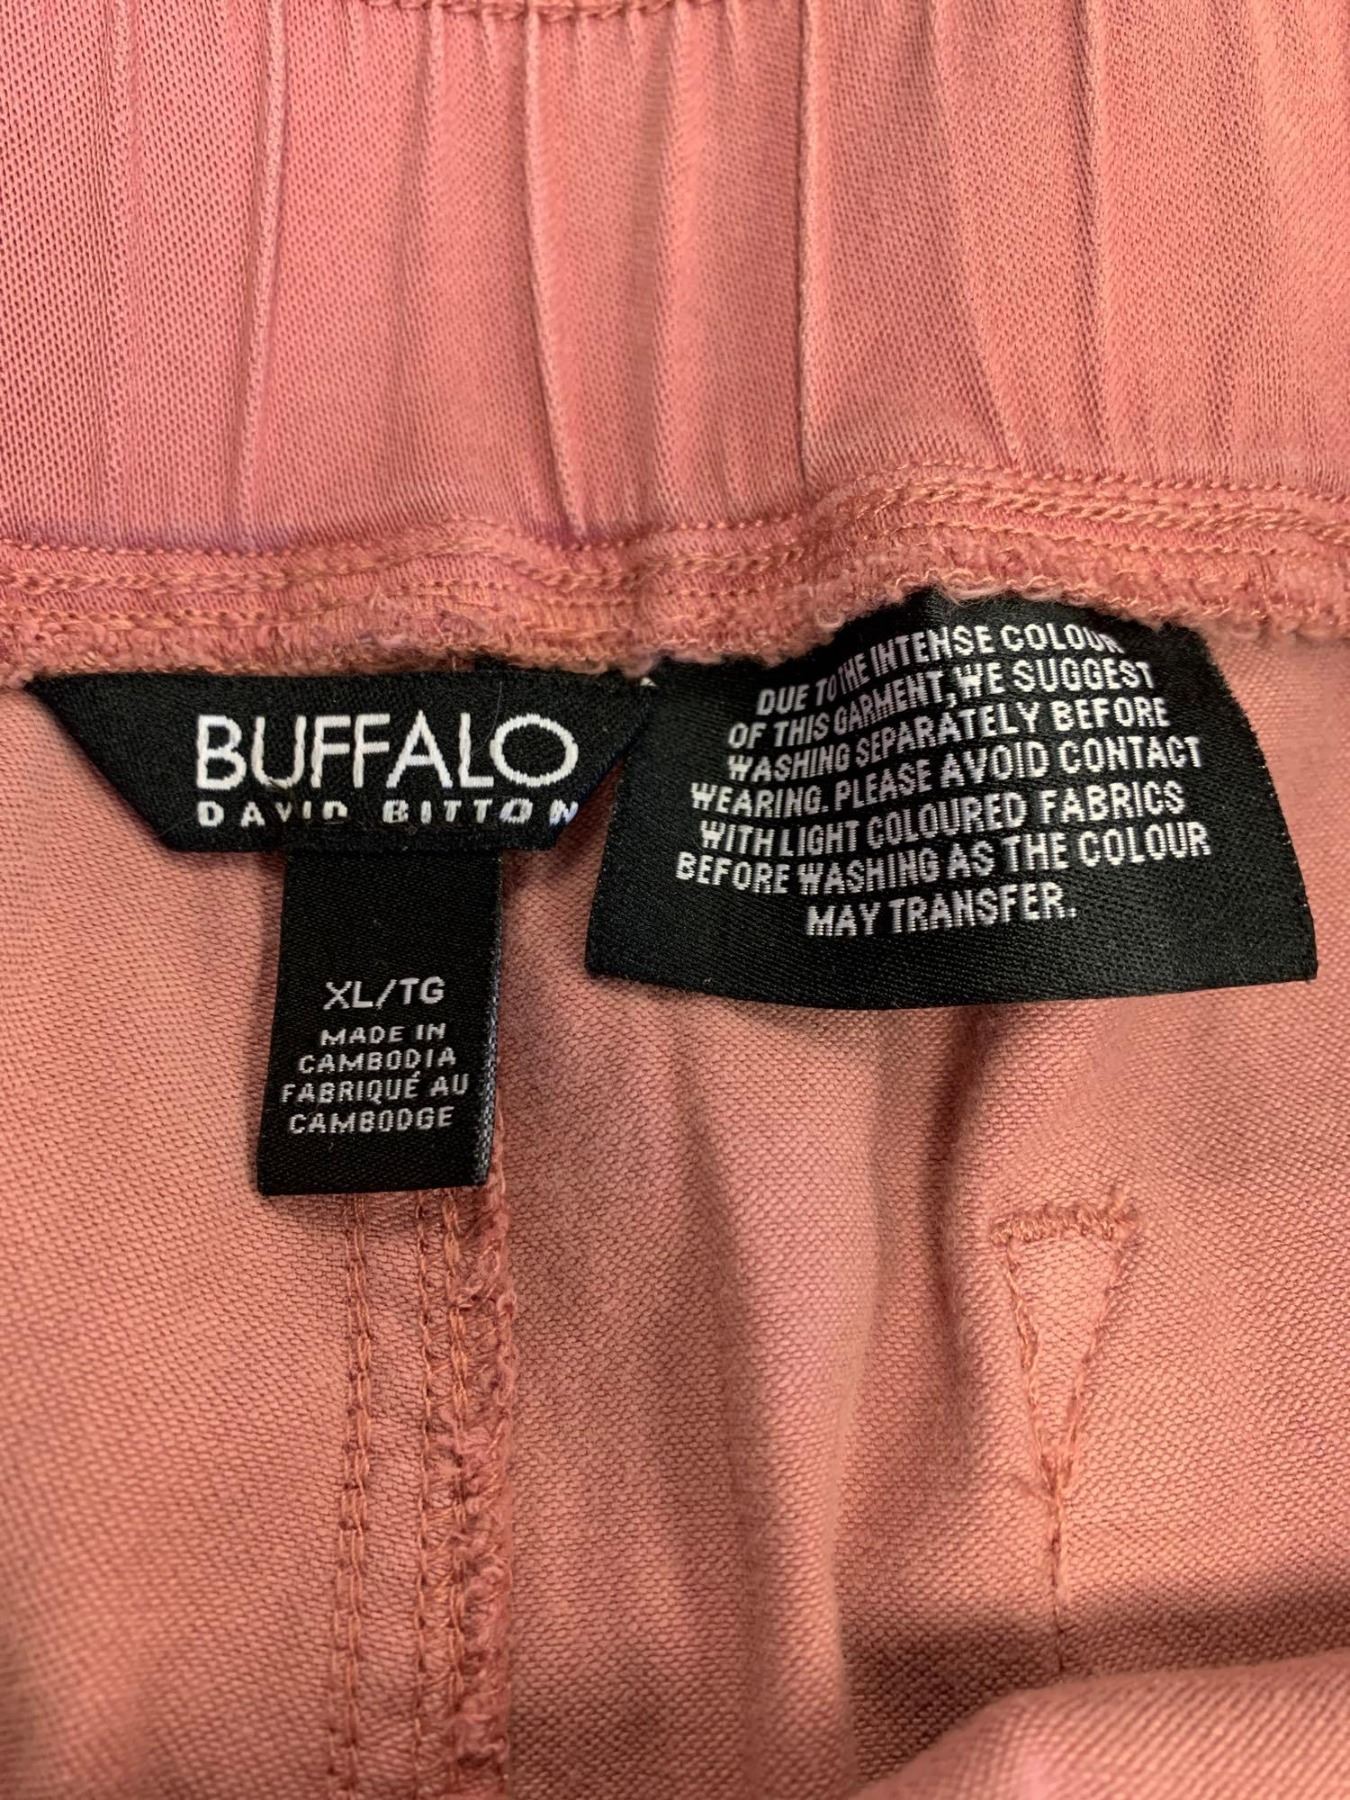 BUFFALO
DAVID BITTON
XL/TG
MADE IN
CAMBODIA
FABRIQUÉ AU
CAMBODGE
DUE TO THE INTENSE COLOUR
OF THIS GARMENT, WE SUGGEST
WASHING SEPARATELY BEFORE
WEARING. PLEASE AVOID CONTACT
WITH LIGHT COLOURED FABRICS
BEFORE WASHING AS THE COLOUR
MAY TRANSFER.